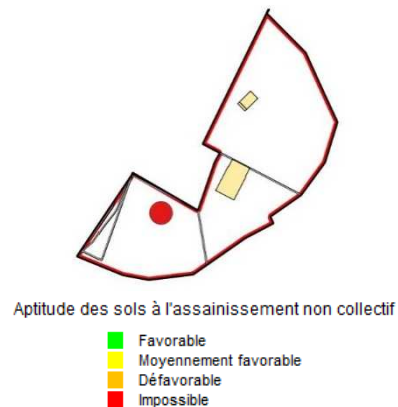 Aptitude des sols à l'assainissement non collectif
Favorable
Moyennement favorable
Défavorable
Impossible